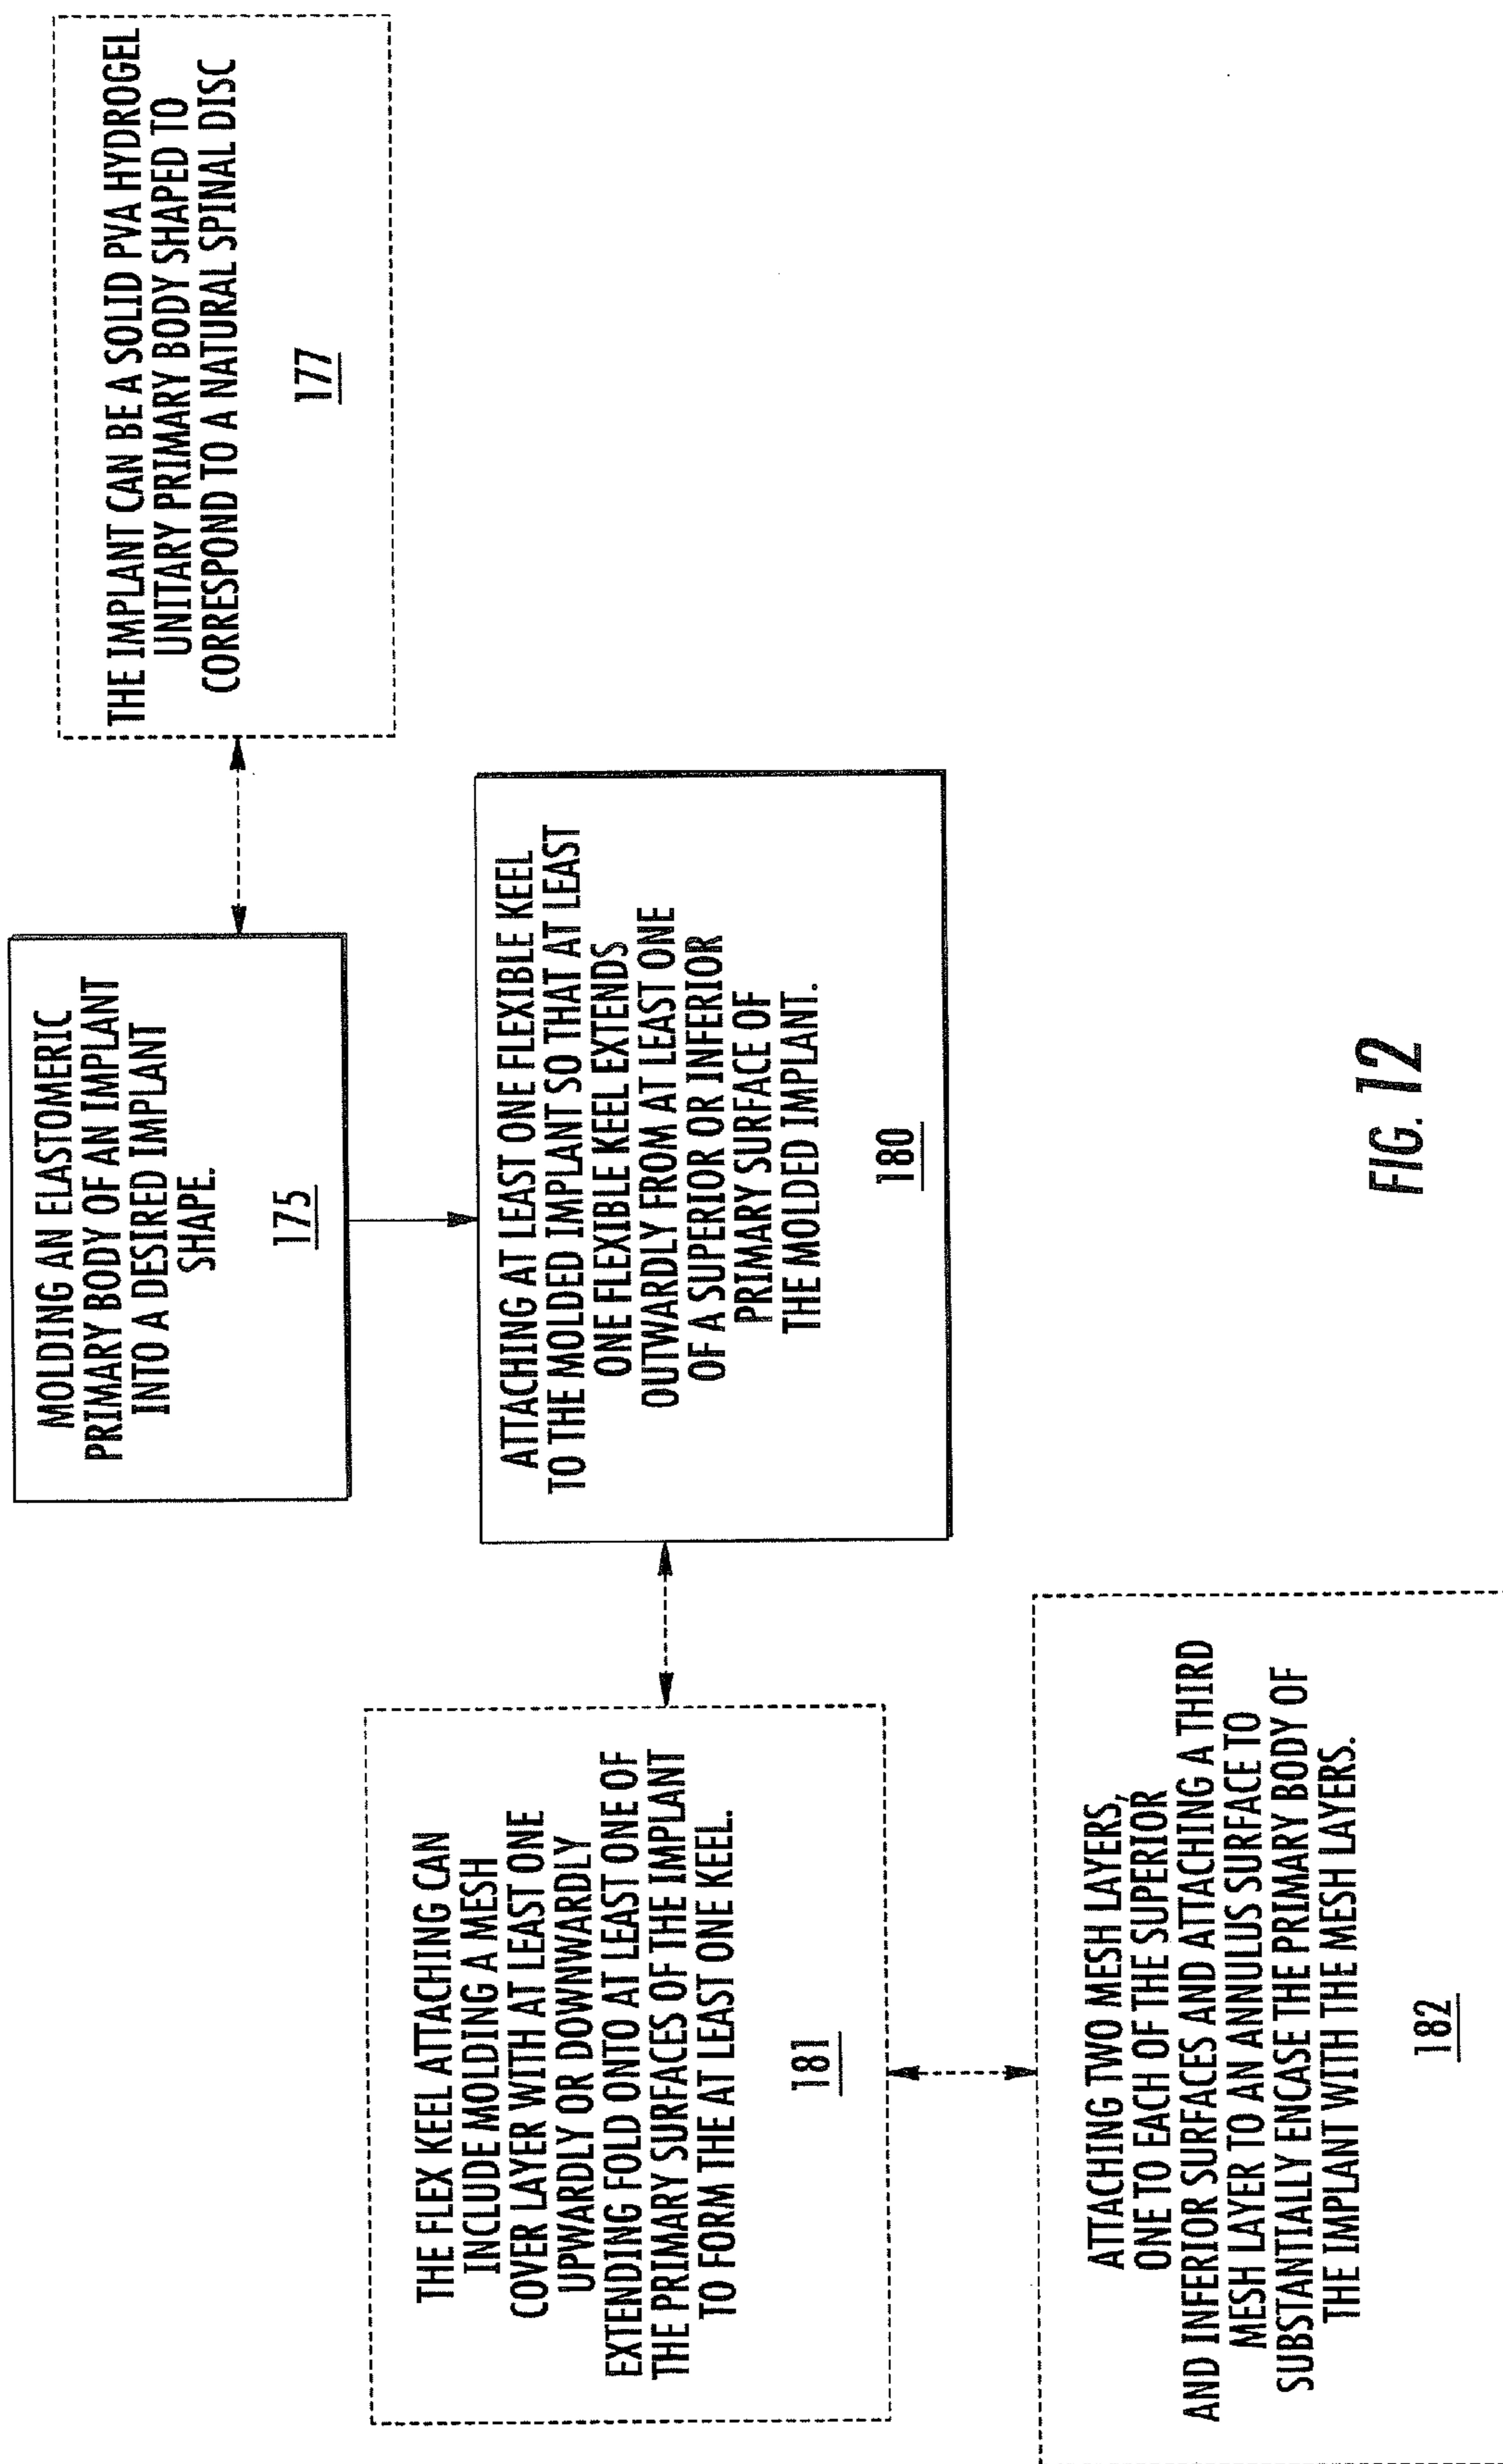 MOLDING AN ELASTOMERIC
PRIMARY BODY OF AN IMPLANT
INTO A DESIRED IMPLANT
SHAPE.
175
THE IMPLANT CAN BE A SOLID PVA HYDROGEL
UNITARY PRIMARY BODY SHAPED TO
CORRESPOND TO A NATURAL SPINAL DISC
177
ATTACHING AT LEAST ONE FLEXIBLE KEEL
TO THE MOLDED IMPLANT SO THAT AT LEAST
ONE FLEXIBLE KEEL EXTENDS
OUTWARDLY FROM AT LEAST ONE
OF A SUPERIOR OR INFERIOR
PRIMARY SURFACE OF
THE MOLDED IMPLANT.
180
THE FLEX KEEL ATTACHING CAN
INCLUDE MOLDING A MESH
COVER LAYER WITH AT LEAST ONE
UPWARDLY OR DOWNWARDLY
EXTENDING FOLD ONTO AT LEAST ONE OF
THE PRIMARY SURFACES OF THE IMPLANT
TO FORM THE AT LEAST ONE KEEL.
181
ATTACHING TWO MESH LAYERS,
ONE TO EACH OF THE SUPERIOR
AND INFERIOR SURFACES AND ATTACHING A THIRD
MESH LAYER TO AN ANNULUS SURFACE TO
SUBSTANTIALLY ENCASE THE PRIMARY BODY OF
THE IMPLANT WITH THE MESH LAYERS.
182
FIG. 12